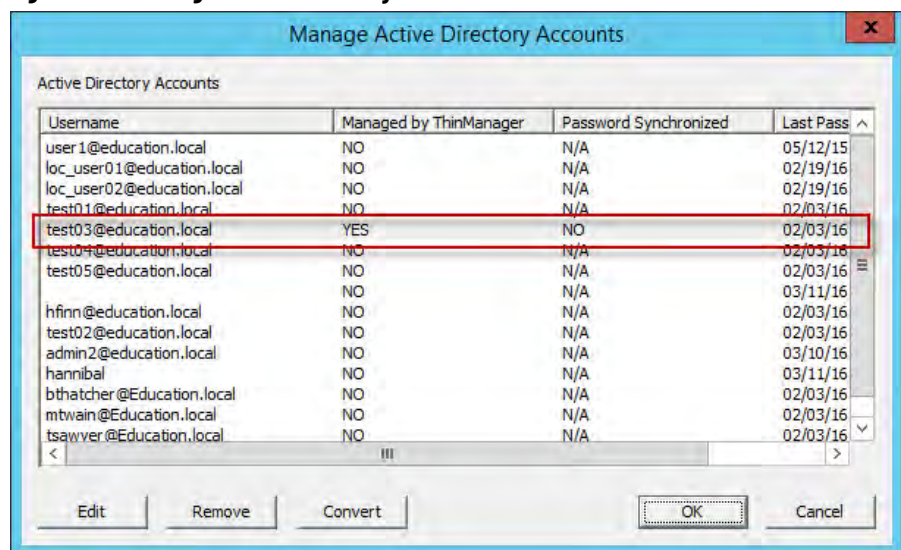 Manage Active Directory Accounts
x
Active Directory Accounts
Username Managed by ThinManager Password Synchronized Last Pass
user1@education.local NO N/A 05/12/15
loc_user01@education.local NO N/A 02/19/16
loc_user02@education.local NO N/A 02/19/16
test01@education.local NO N/A 02/03/16
test03@education.local YES NO 02/03/16
test04@education.local NO N/A 02/03/16
test05@education.local NO N/A 02/03/16
NO N/A 03/11/16
hfinn@education.local NO N/A 02/03/16
test02@education.local NO N/A 02/03/16
admin2@education.local NO N/A 03/10/16
hannibal NO N/A 03/11/16
bthatcher@Education.local NO N/A 02/03/16
mtwain@Education.local NO N/A 02/03/16
tsawyer@Education.local NO N/A 02/03/16
Edit Remove Convert OK Cancel